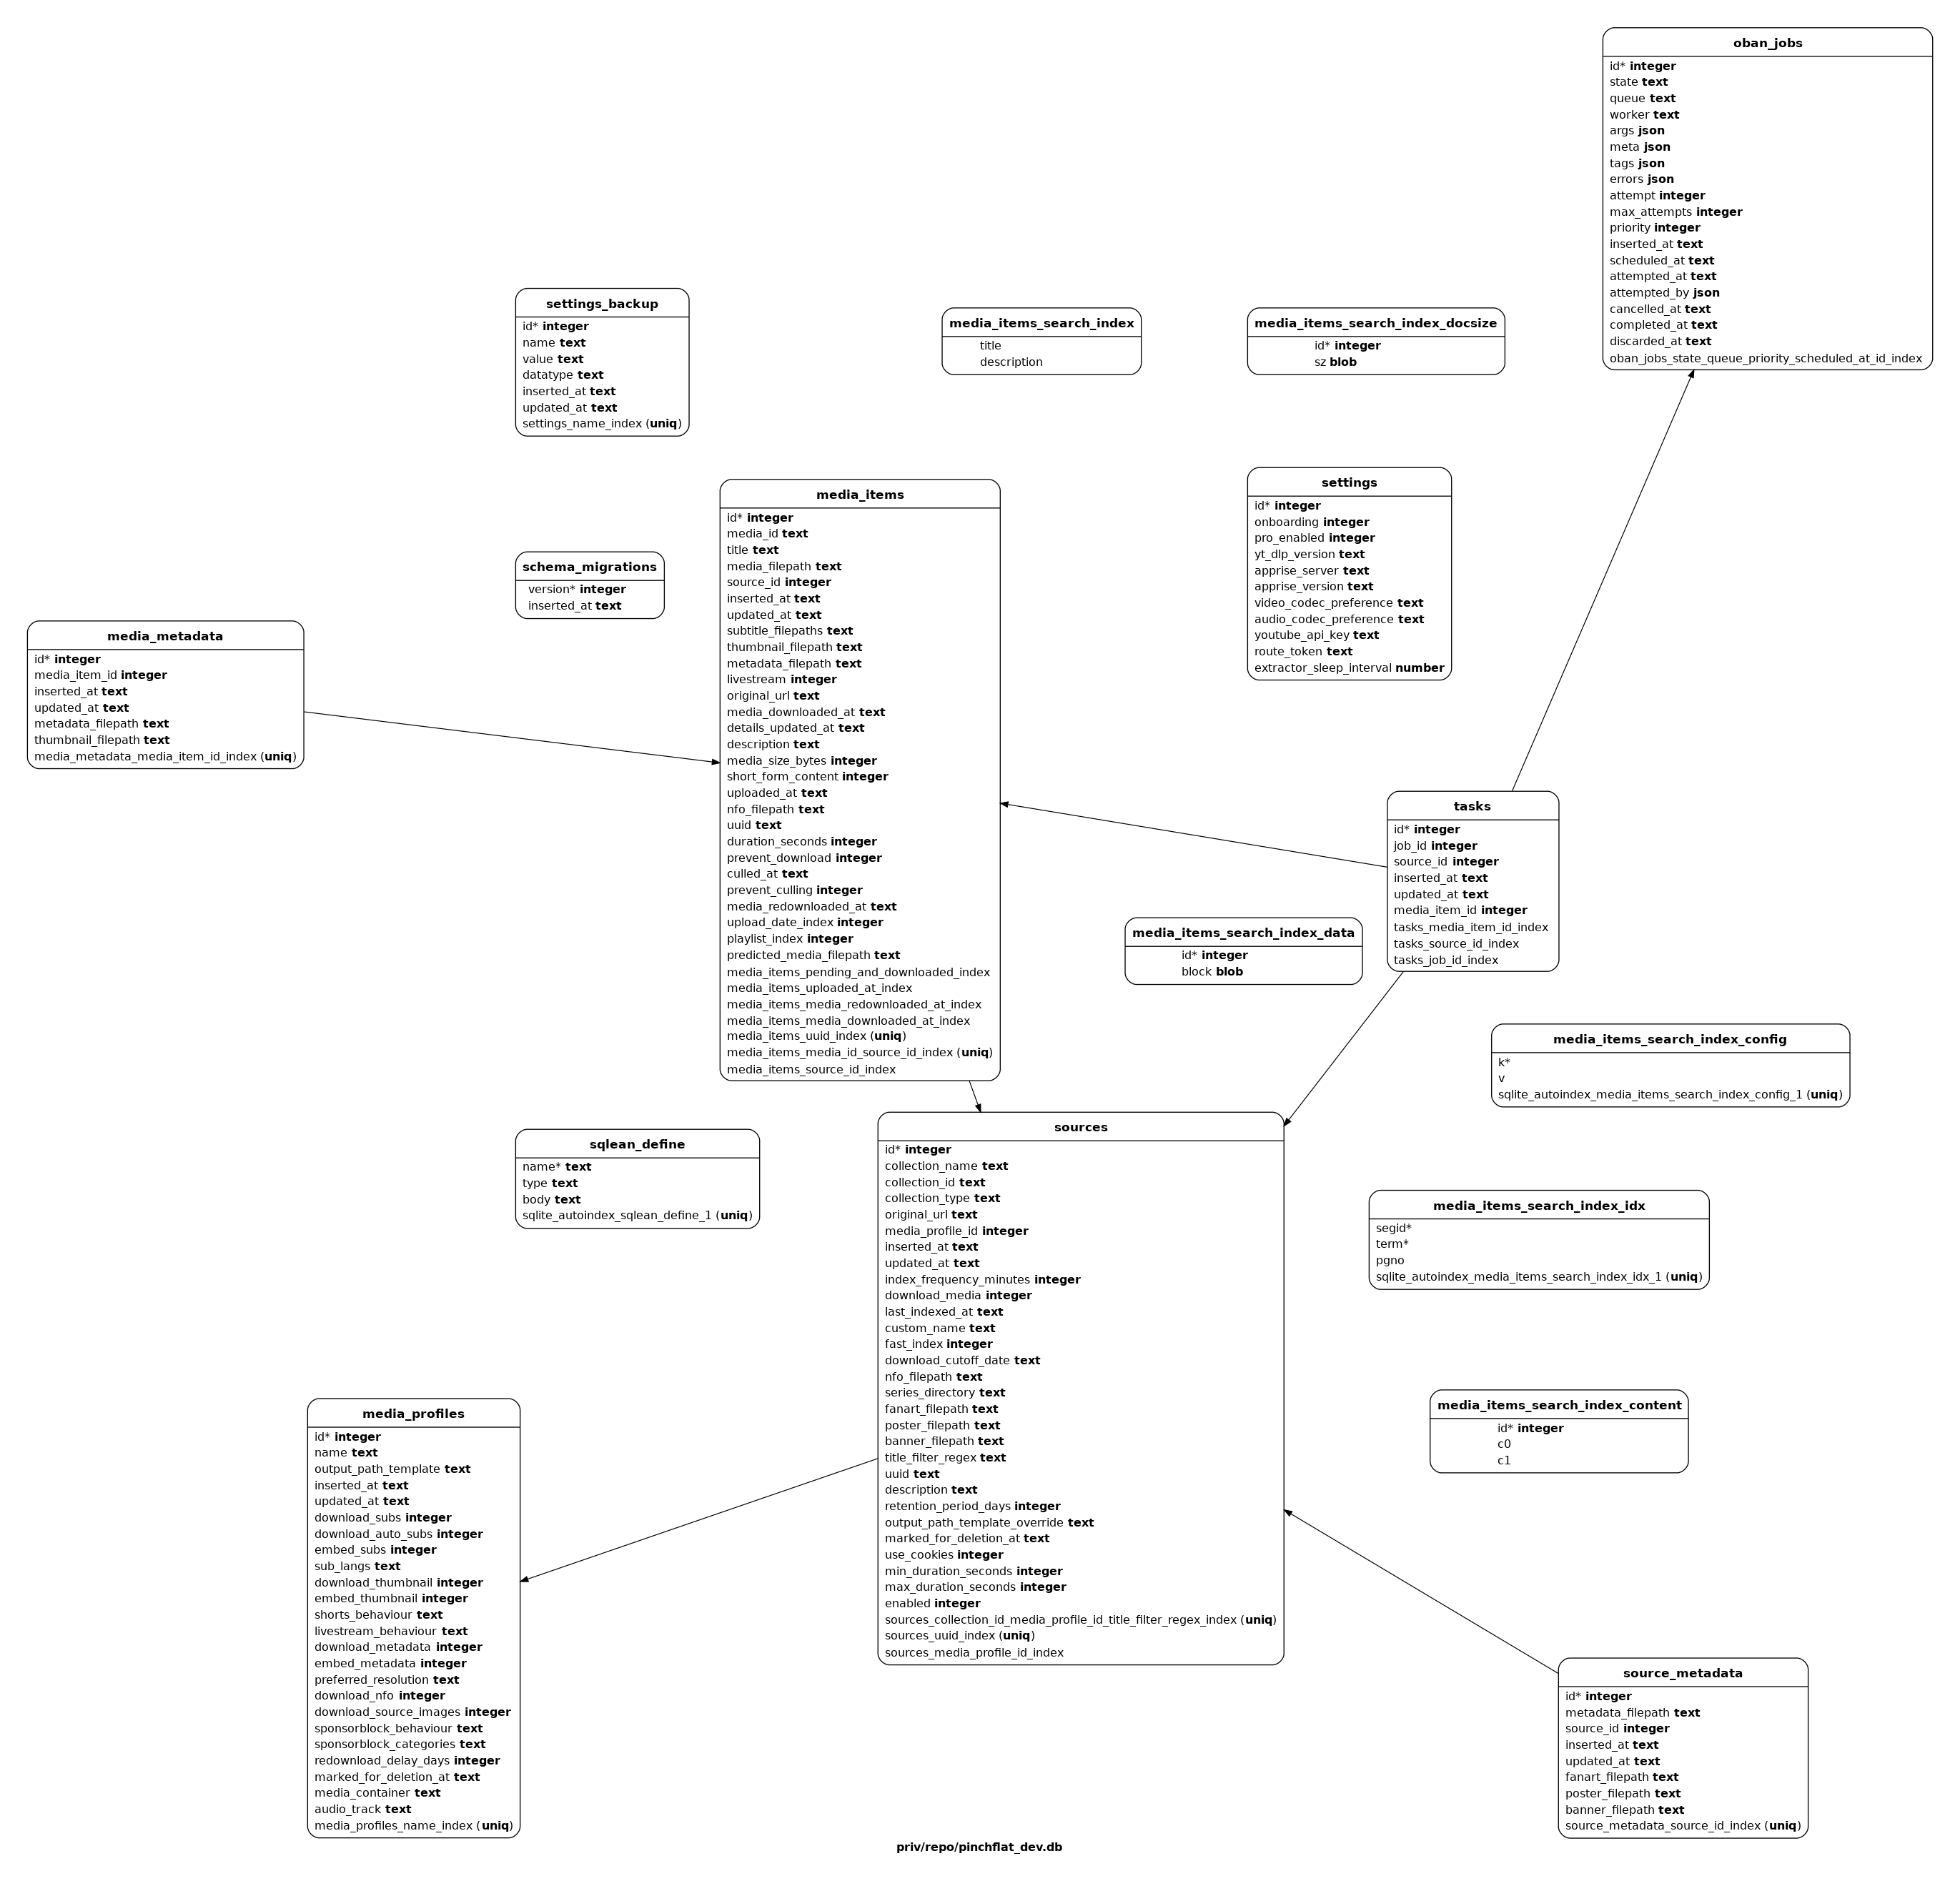 oban_jobs
id* integer
state text
queue text
worker text
args json
meta json
tags json
errors json
attempt integer
max_attempts integer
priority integer
inserted_at text
scheduled_at text
attempted_at text
attempted_by json
cancelled_at text
completed_at text
discarded_at text
oban_jobs_state_queue_priority_scheduled_at_id_index
settings_backup
id* integer
name text
value text
datatype text
inserted_at text
updated_at text
settings_name_index (uniq)
media_items_search_index
title
description
media_items_search_index_docsize
id* integer
sz blob
settings
id* integer
onboarding integer
pro_enabled integer
yt_dlp_version text
apprise_server text
apprise_version text
video_codec_preference text
audio_codec_preference text
youtube_api_key text
route_token text
extractor_sleep_interval number
media_items
id* integer
media_id text
title text
media_filepath text
source_id integer
inserted_at text
updated_at text
subtitle_filepaths text
thumbnail_filepath text
metadata_filepath text
livestream integer
original_url text
media_downloaded_at text
details_updated_at text
description text
media_size_bytes integer
short_form_content integer
uploaded_at text
nfo_filepath text
uuid text
duration_seconds integer
prevent_download integer
culled_at text
prevent_culling integer
media_redownloaded_at text
upload_date_index integer
playlist_index integer
predicted_media_filepath text
media_items_pending_and_downloaded_index
media_items_uploaded_at_index
media_items_media_redownloaded_at_index
media_items_media_downloaded_at_index
media_items_uuid_index (uniq)
media_items_media_id_source_id_index (uniq)
media_items_source_id_index
schema_migrations
version* integer
inserted_at text
media_metadata
id* integer
media_item_id integer
inserted_at text
updated_at text
metadata_filepath text
thumbnail_filepath text
media_metadata_media_item_id_index (uniq)
tasks
id* integer
job_id integer
source_id integer
inserted_at text
updated_at text
media_item_id integer
tasks_media_item_id_index
tasks_source_id_index
tasks_job_id_index
media_items_search_index_data
id* integer
block blob
media_items_search_index_config
k*
v
sqlite_autoindex_media_items_search_index_config_1 (uniq)
sources
id* integer
collection_name text
collection_id text
collection_type text
original_url text
media_profile_id integer
inserted_at text
updated_at text
index_frequency_minutes integer
download_media integer
last_indexed_at text
custom_name text
fast_index integer
download_cutoff_date text
nfo_filepath text
series_directory text
fanart_filepath text
poster_filepath text
banner_filepath text
title_filter_regex text
uuid text
description text
retention_period_days integer
output_path_template_override text
marked_for_deletion_at text
use_cookies integer
min_duration_seconds integer
max_duration_seconds integer
enabled integer
sources_collection_id_media_profile_id_title_filter_regex_index (uniq)
sources_uuid_index (uniq)
sources_media_profile_id_index
sqlean_define
name* text
type text
body text
sqlite_autoindex_sqlean_define_1 (uniq)
media_items_search_index_idx
segid*
term*
pgno
sqlite_autoindex_media_items_search_index_idx_1 (uniq)
media_items_search_index_content
id* integer
c0
c1
media_profiles
id* integer
name text
output_path_template text
inserted_at text
updated_at text
download_subs integer
download_auto_subs integer
embed_subs integer
sub_langs text
download_thumbnail integer
embed_thumbnail integer
shorts_behaviour text
livestream_behaviour text
download_metadata integer
embed_metadata integer
preferred_resolution text
download_nfo integer
download_source_images integer
sponsorblock_behaviour text
sponsorblock_categories text
redownload_delay_days integer
marked_for_deletion_at text
media_container text
audio_track text
media_profiles_name_index (uniq)
source_metadata
id* integer
metadata_filepath text
source_id integer
inserted_at text
updated_at text
fanart_filepath text
poster_filepath text
banner_filepath text
source_metadata_source_id_index (uniq)
priv/repo/pinchflat_dev.db